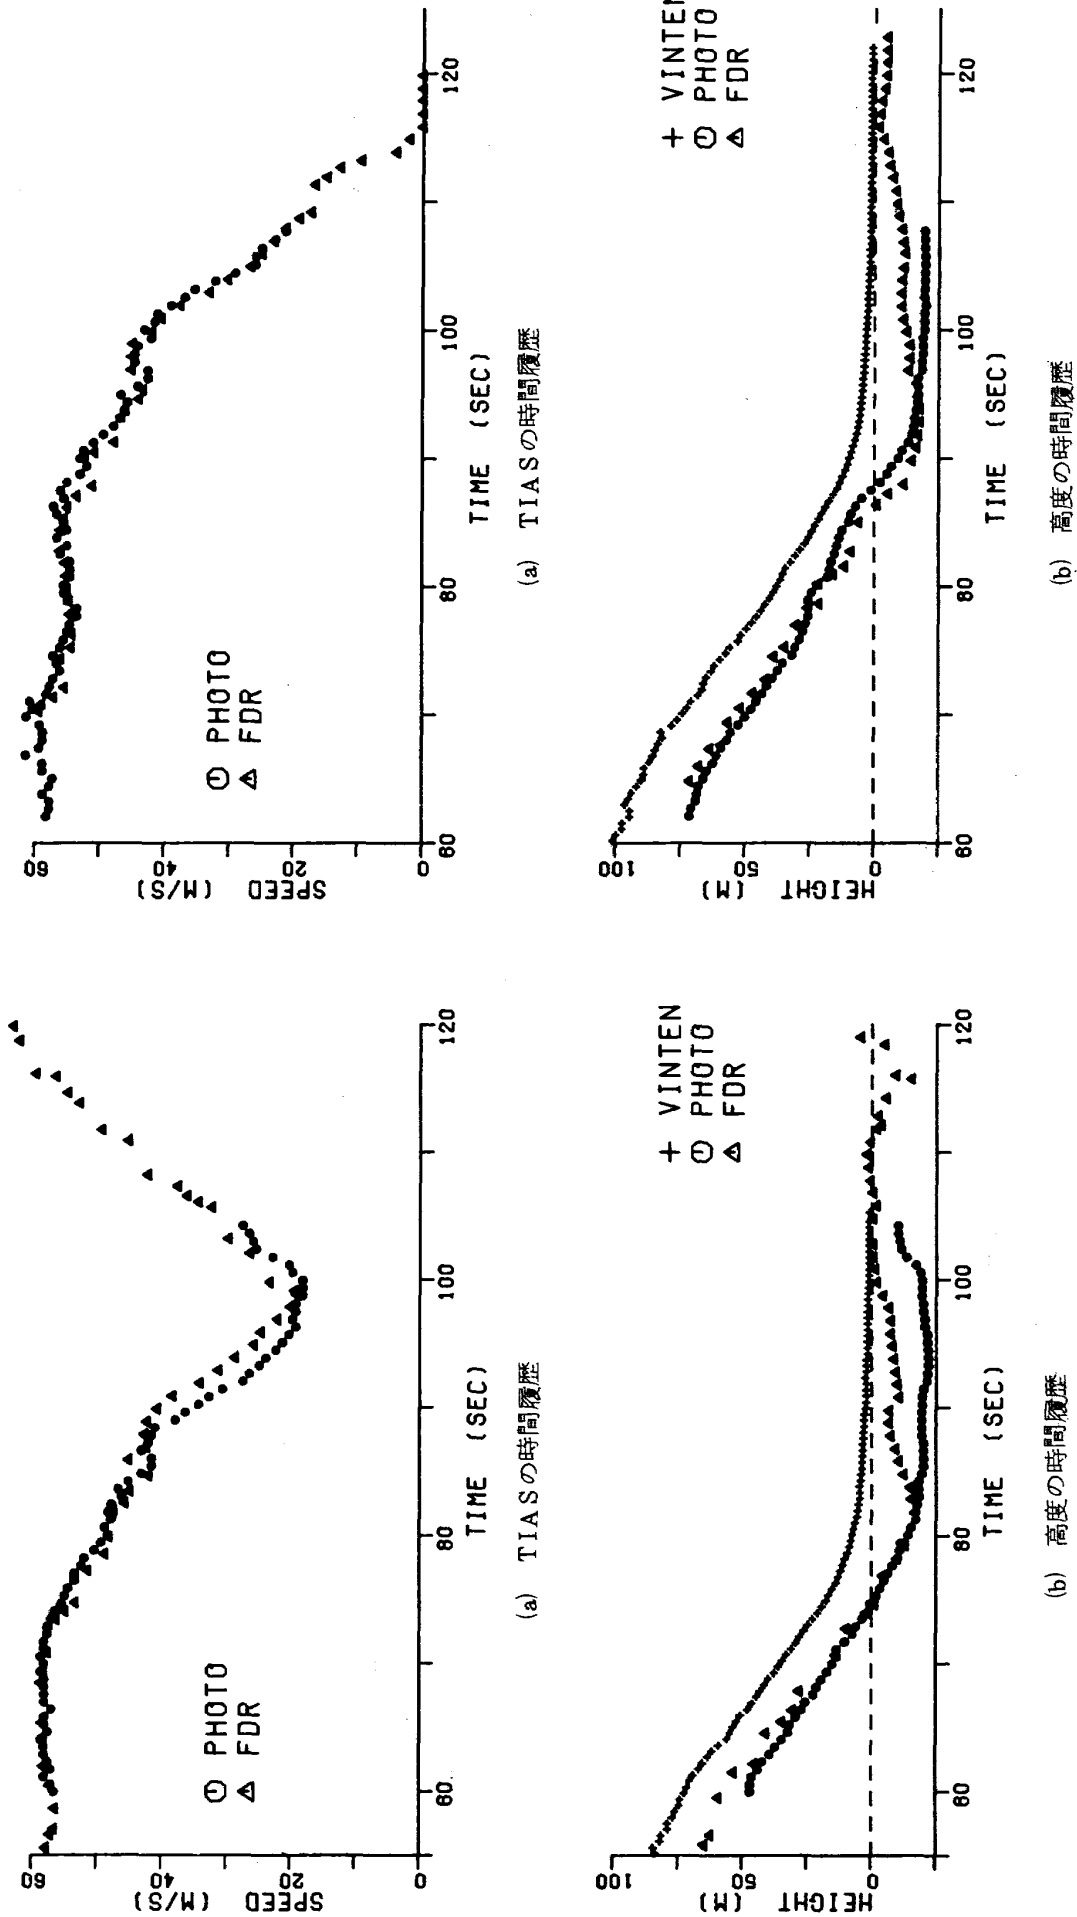 60
40
20
0
SPEED (M/S)
PHOTO
FDR
60
80
100
120
TIME (SEC)
(a) TIASの時間履歴
100
50
0
HEIGHT (M)
VINTEN
PHOTO
FDR
60
80
100
120
TIME (SEC)
(b) 高度の時間履歴
60
40
20
0
SPEED (M/S)
PHOTO
FDR
60
80
100
120
TIME (SEC)
(a) TIASの時間履歴
100
50
0
HEIGHT (M)
VINTEN
PHOTO
FDR
60
80
100
120
TIME (SEC)
(b) 高度の時間履歴